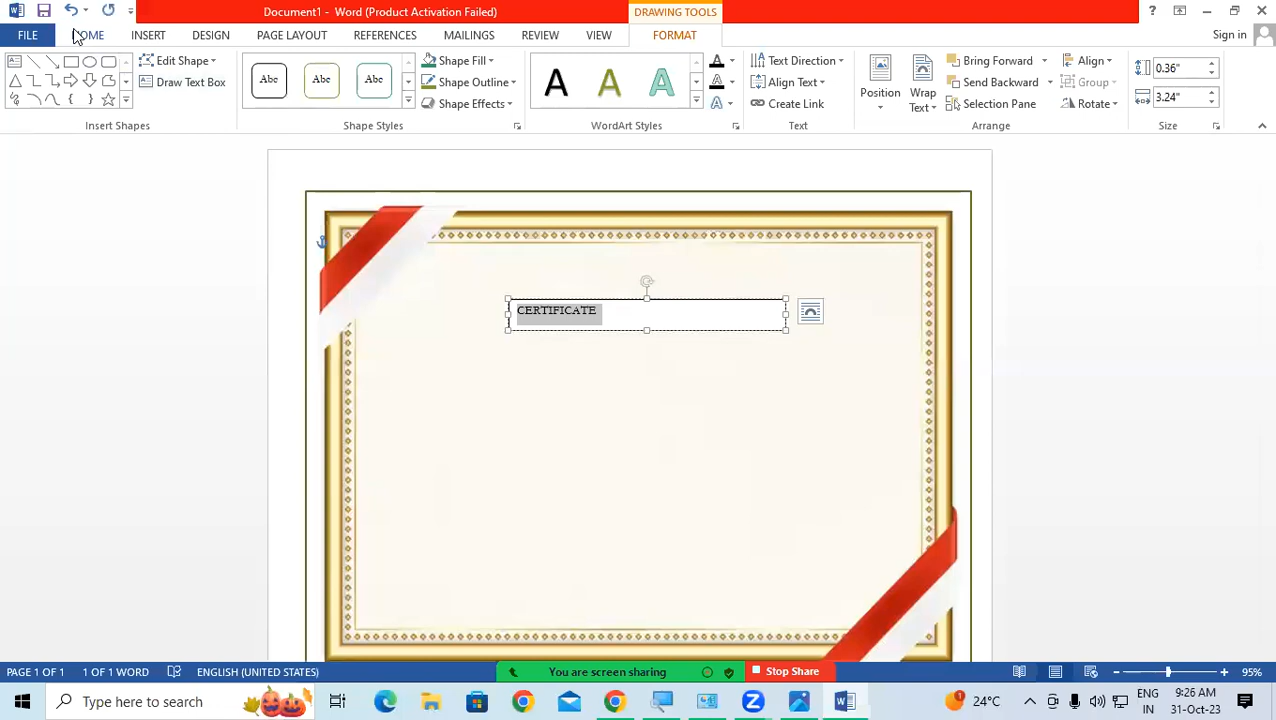 Document1 - Word (Product Activation Failed)
DRAWING TOOLS
FILE HOME INSERT DESIGN PAGE LAYOUT REFERENCES MAILINGS REVIEW VIEW FORMAT
Sign in
Edit Shape
Draw Text Box
Insert Shapes
Abc Abc Abc
Shape Fill
Shape Outline
Shape Effects
Shape Styles
A A A
A
A
A
WordArt Styles
Text Direction
Align Text
Create Link
Text
Position
Wrap
Text
Bring Forward
Send Backward
Selection Pane
Align
Group
Rotate
Arrange
0.36"
3.24"
Size
CERTIFICATE
PAGE 1 OF 1 1 OF 1 WORD ENGLISH (UNITED STATES)
You are screen sharing
Stop Share
95%
Type here to search
1
24°C
ENG
IN
9:26 AM
31-Oct-23